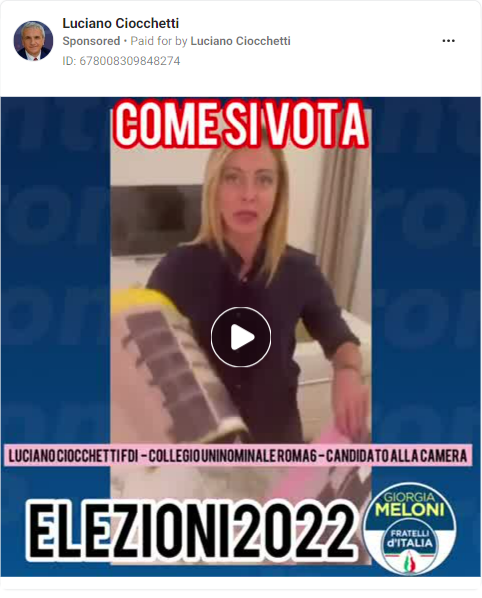 Luciano Ciocchetti
Sponsored • Paid for by Luciano Ciocchetti
ID: 678008309848274
COME SI VOTA
LUCIANO CIOCCHETTI FDI - COLLEGIO UNINOMINALE ROMA 6 - CANDIDATO ALLA CAMERA
ELEZIONI 2022
GIORGIA
MELONI
FRATELLI
d'ITALIA